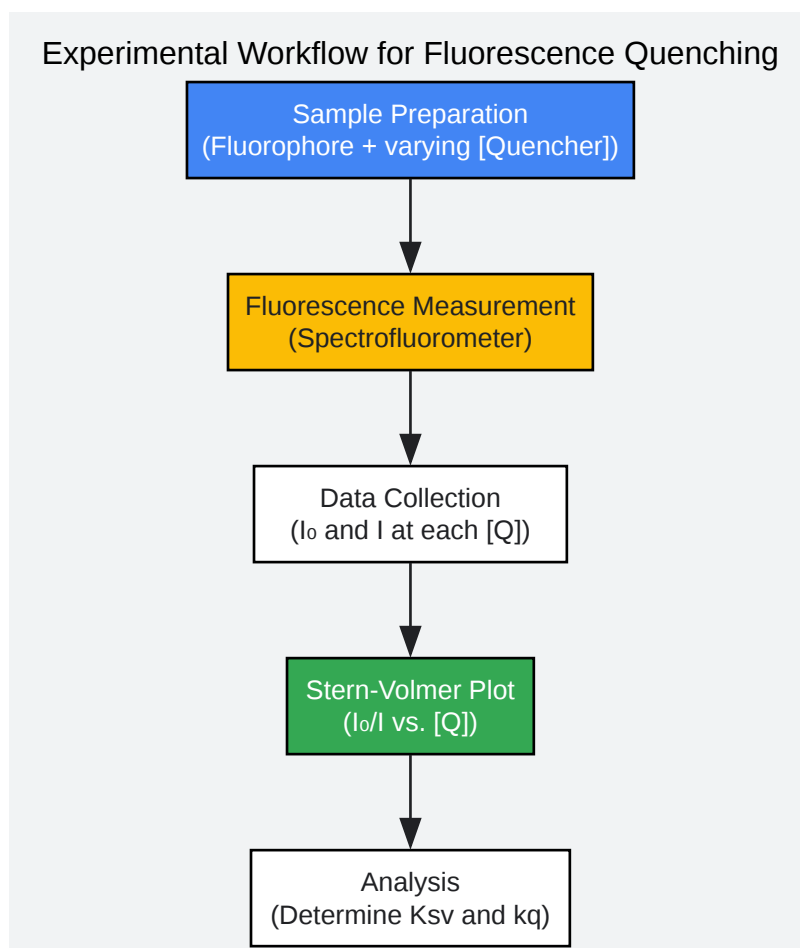 Experimental Workflow for Fluorescence Quenching
Sample Preparation
(Fluorophore + varying [Quencher])
Fluorescence Measurement
(Spectrofluorometer)
Data Collection
(I₀ and I at each [Q])
Stern-Volmer Plot
(I₀/I vs. [Q])
Analysis
(Determine Ksv and kq)